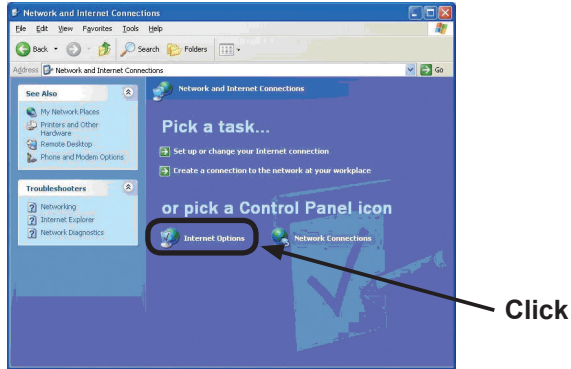 Network and Internet Connections
File Edit View Favorites Tools Help
Back Search Folders
Address Network and Internet Connections Go
See Also
My Network Places
Printers and Other
Hardware
Remote Desktop
Phone and Modem Options
Troubleshooters
Networking
Internet Explorer
Network Diagnostics
Network and Internet Connections
Pick a task...
Set up or change your Internet connection
Create a connection to the network at your workplace
or pick a Control Panel icon
Internet Options Network Connections
Click